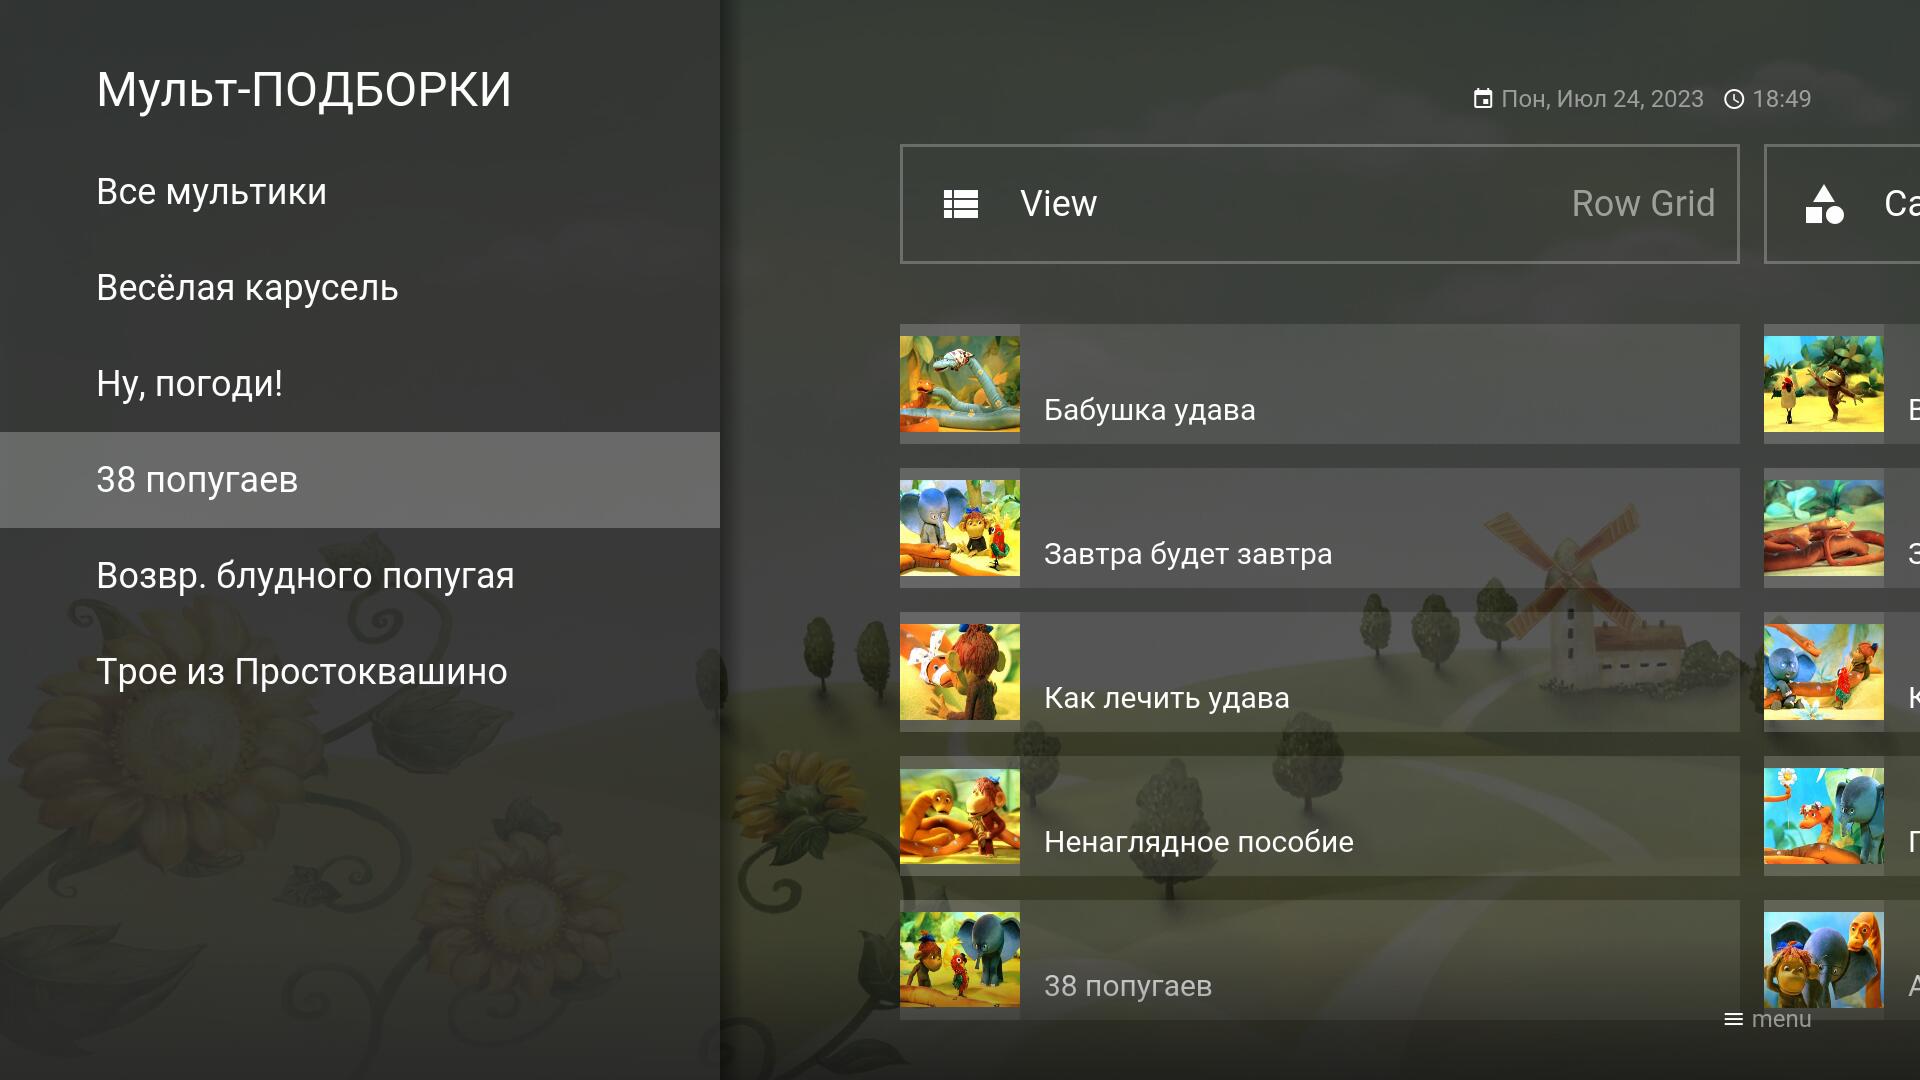 Мульт-ПОДБОРКИ
Все мультики
Весёлая карусель
Ну, погоди!
38 попугаев
Возвр. блудного попугая
Трое из Простоквашино
Пон, Июл 24, 2023 18:49
View Row Grid
Бабушка удава
Завтра будет завтра
Как лечить удава
Ненаглядное пособие
38 попугаев
menu